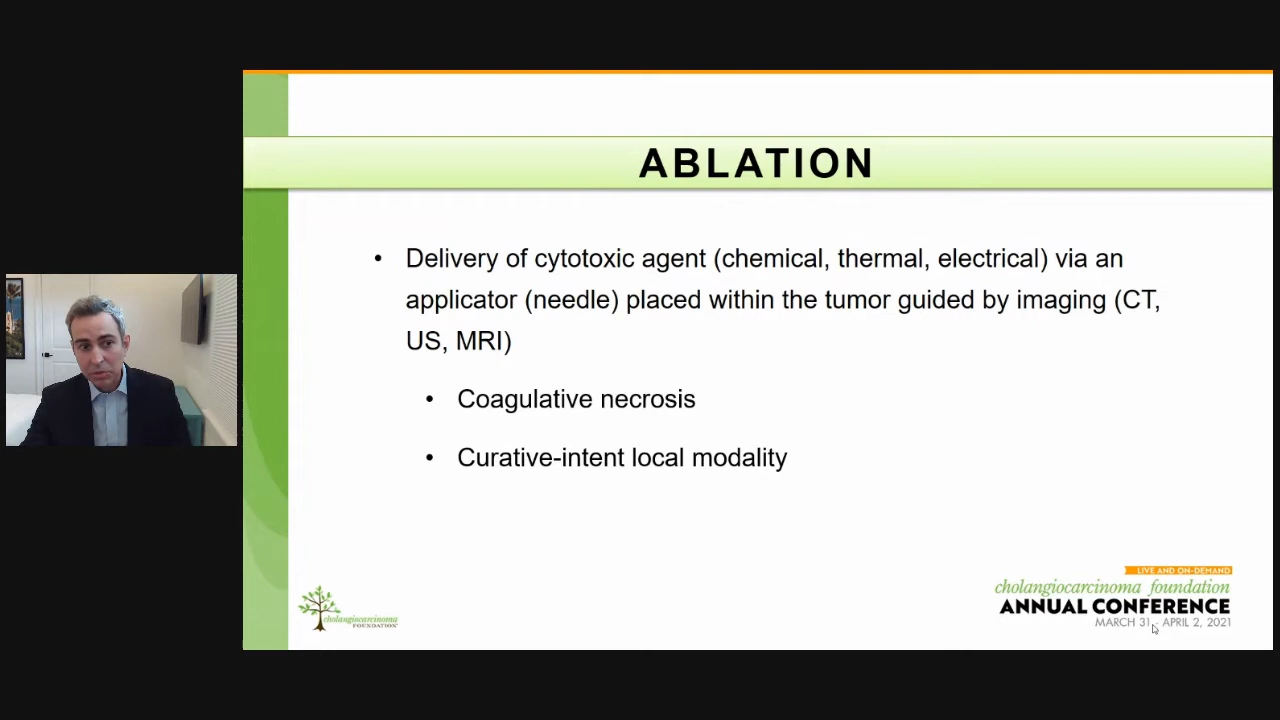 ABLATION
• Delivery of cytotoxic agent (chemical, thermal, electrical) via an
applicator (needle) placed within the tumor guided by imaging (CT,
US, MRI)
• Coagulative necrosis
• Curative-intent local modality
cholangiocarcinoma
FOUNDATION
LIVE AND ON-DEMAND
cholangiocarcinoma foundation
ANNUAL CONFERENCE
MARCH 31 - APRIL 2, 2021